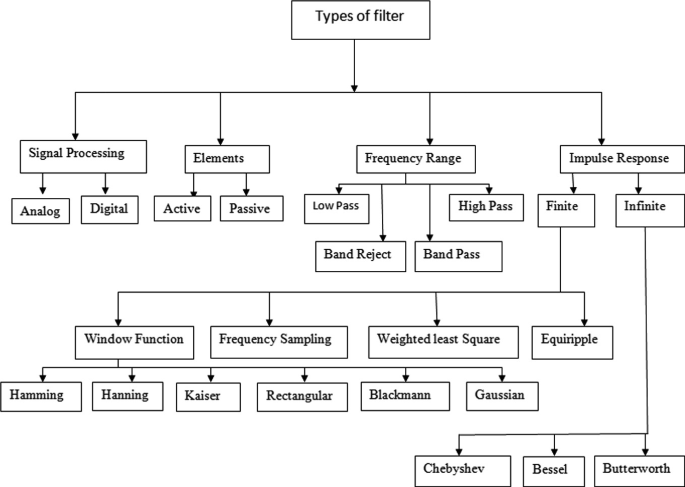 Types of filter
Signal Processing
Elements
Frequency Range
Impulse Response
Analog
Digital
Active
Passive
Low Pass
High Pass
Finite
Infinite
Band Reject
Band Pass
Window Function
Frequency Sampling
Weighted least Square
Equiripple
Hamming
Hanning
Kaiser
Rectangular
Blackmann
Gaussian
Chebyshev
Bessel
Butterworth